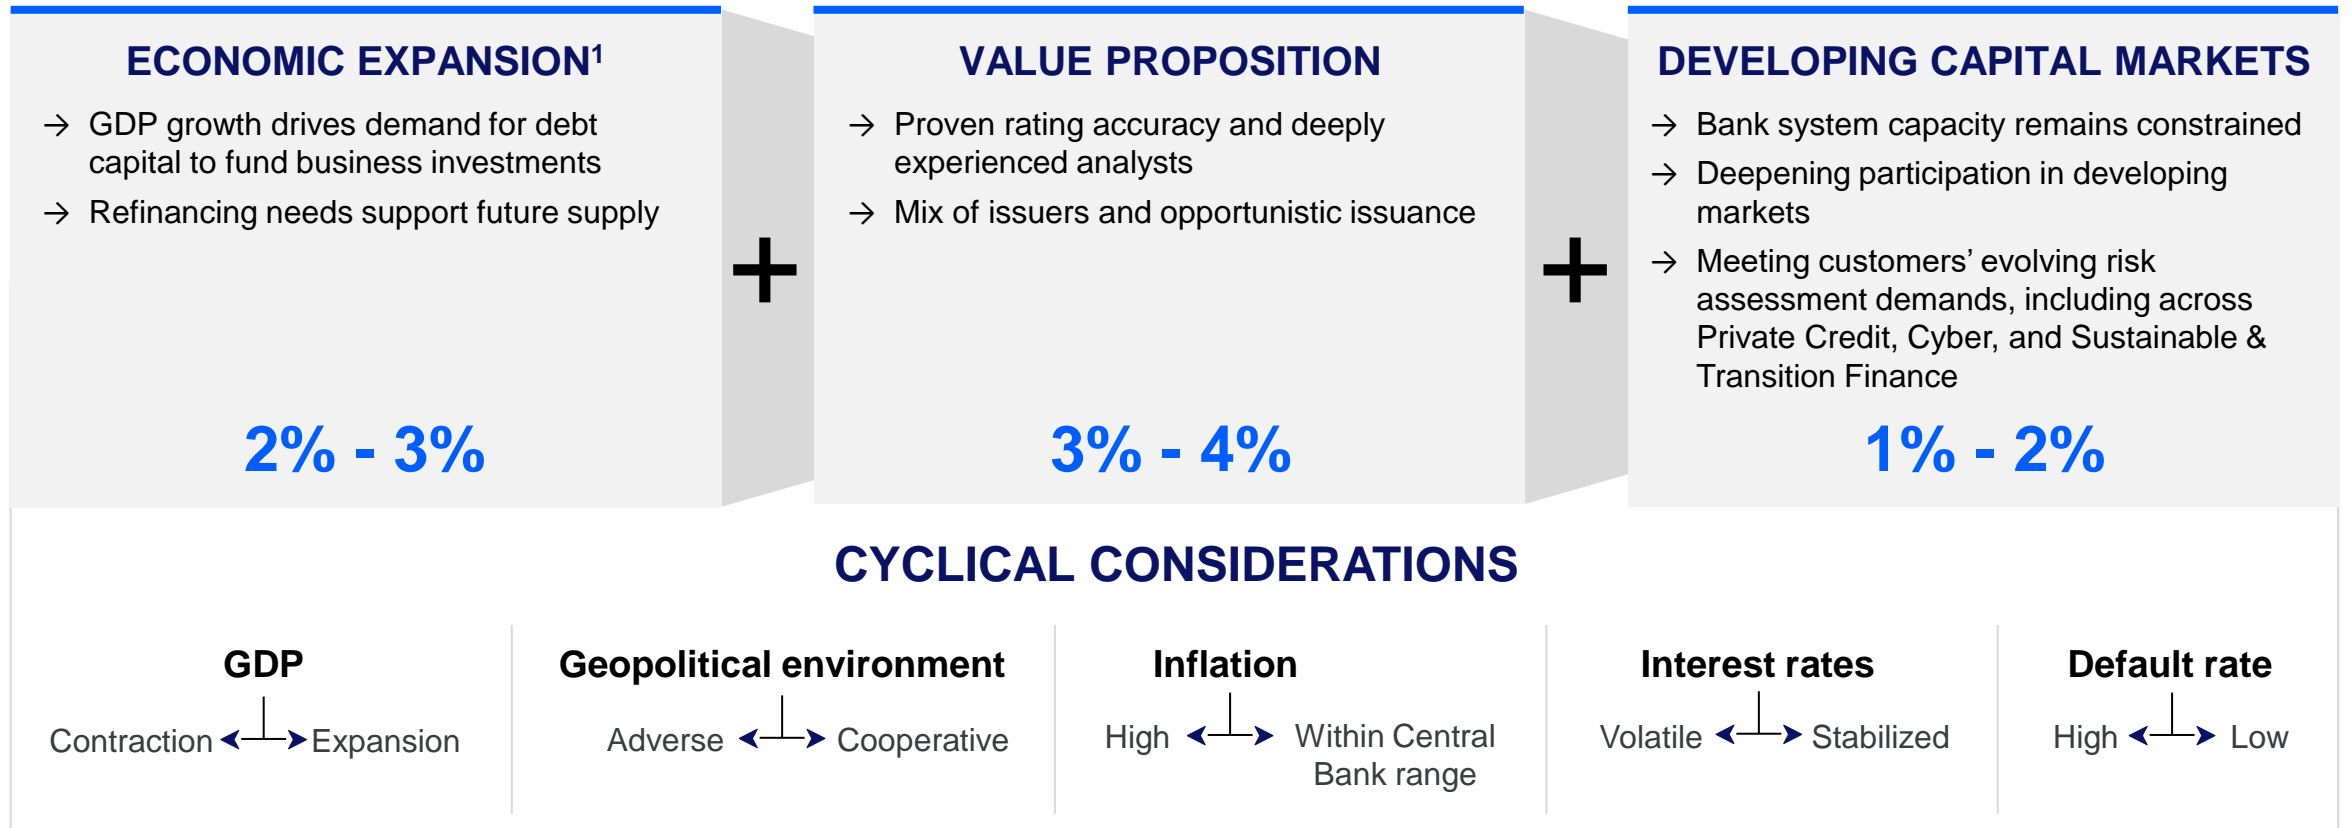 ECONOMIC EXPANSION¹
→ GDP growth drives demand for debt
capital to fund business investments
→ Refinancing needs support future supply
2% - 3%
+
VALUE PROPOSITION
→ Proven rating accuracy and deeply
experienced analysts
→ Mix of issuers and opportunistic issuance
3% - 4%
+
DEVELOPING CAPITAL MARKETS
→ Bank system capacity remains constrained
→ Deepening participation in developing
markets
→ Meeting customers’ evolving risk
assessment demands, including across
Private Credit, Cyber, and Sustainable &
Transition Finance
1% - 2%
CYCLICAL CONSIDERATIONS
GDP
Contraction Expansion
Geopolitical environment
Adverse Cooperative
Inflation
High Within Central
Bank range
Interest rates
Volatile Stabilized
Default rate
High Low